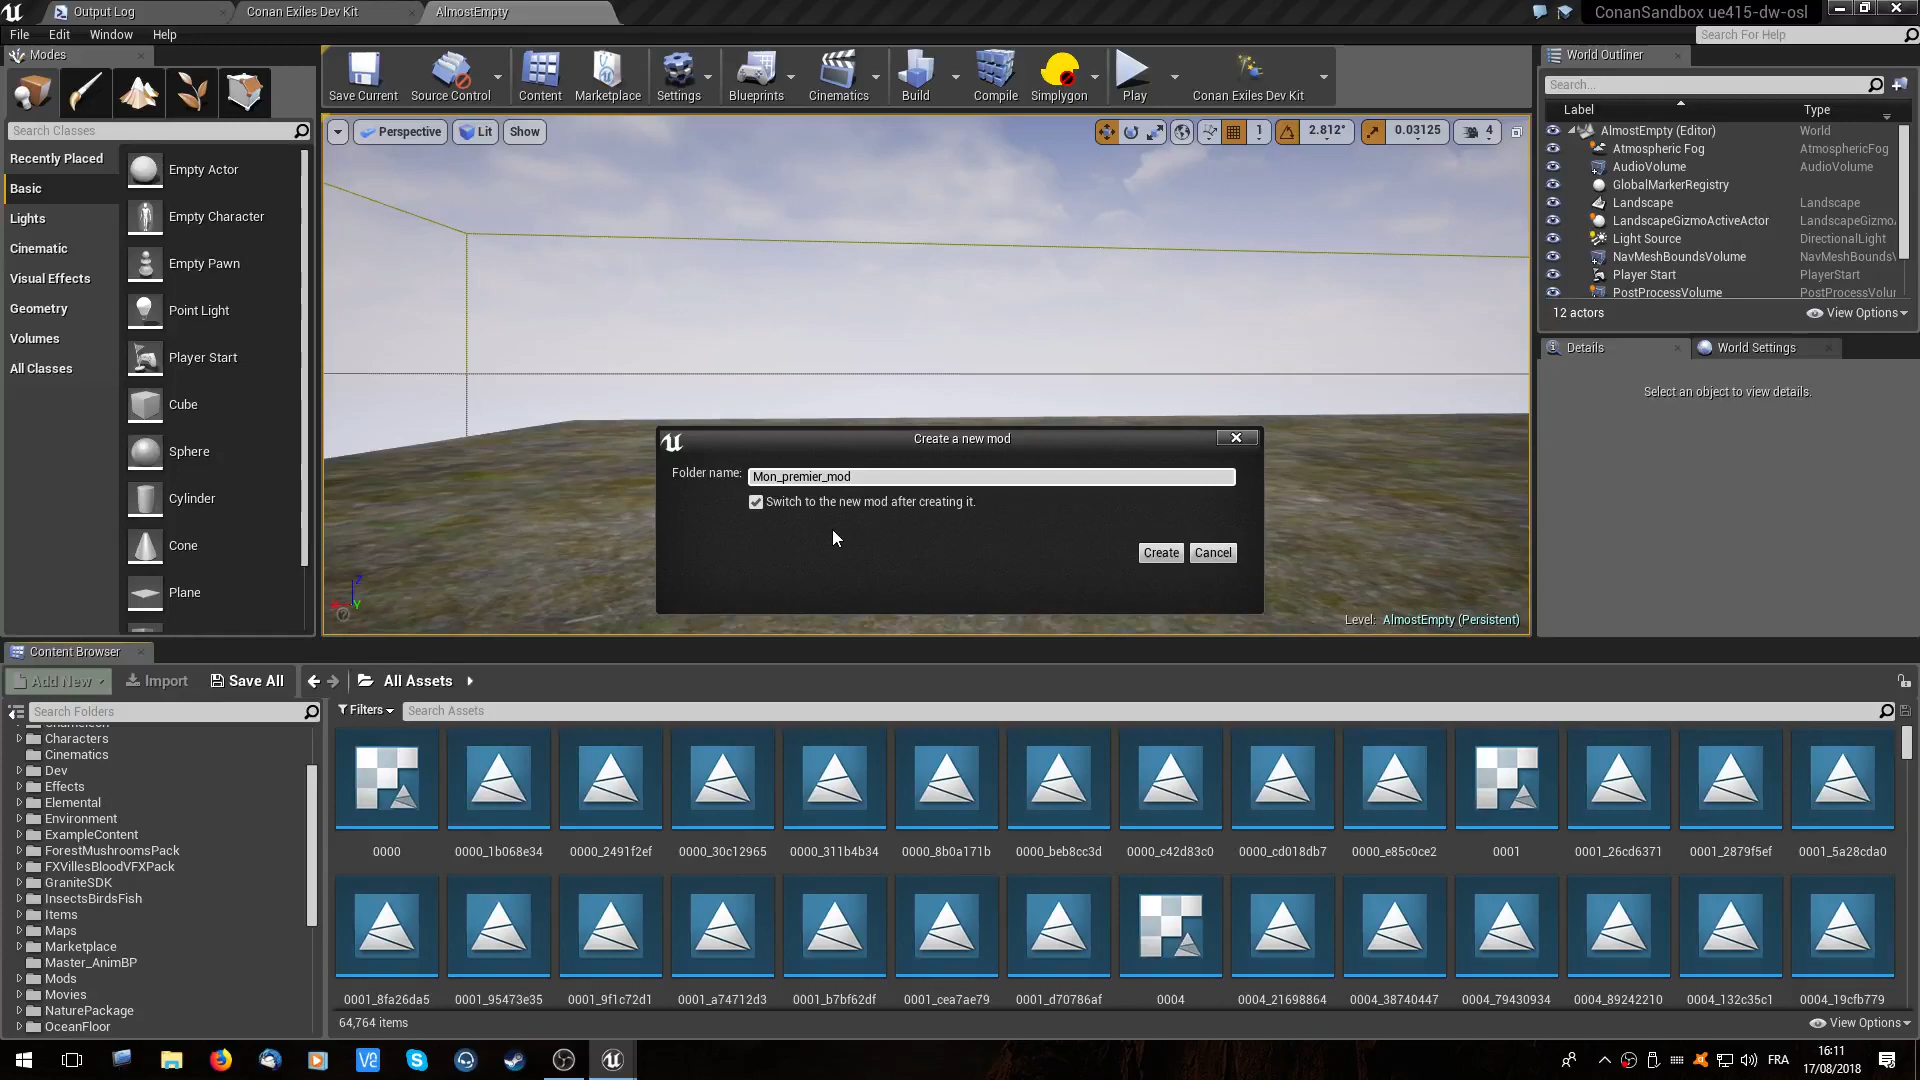 Output Log
Conan Exiles Dev Kit
AlmostEmpty
ConanSandbox ue415-dw-osl
File Edit Window Help
Search For Help
Modes
Save Current
Source Control
Content
Marketplace
Settings
Blueprints
Cinematics
Build
Compile
Simplygon
Play
Conan Exiles Dev Kit
World Outliner
Search...
Label Type
AlmostEmpty (Editor) World
Atmospheric Fog AtmosphericFog
AudioVolume AudioVolume
GlobalMarkerRegistry
Landscape Landscape
LandscapeGizmoActiveActor LandscapeGizmo
Light Source DirectionalLight
NavMeshBoundsVolume NavMeshBounds
Player Start PlayerStart
PostProcessVolume PostProcessVolu
12 actors
View Options
Search Classes
Recently Placed
Basic
Lights
Cinematic
Visual Effects
Geometry
Volumes
All Classes
Empty Actor
Empty Character
Empty Pawn
Point Light
Player Start
Cube
Sphere
Cylinder
Cone
Plane
Perspective
Lit
Show
1
2.812°
0.03125
4
Details
World Settings
Select an object to view details.
Create a new mod
Folder name: Mon_premier_mod
Switch to the new mod after creating it.
Create Cancel
Z
Y
Level: AlmostEmpty (Persistent)
Content Browser
Add New
Import
Save All
All Assets
Search Folders
Filters
Search Assets
Chameleon
Characters
Cinematics
Dev
Effects
Elemental
Environment
ExampleContent
ForestMushroomsPack
FXVillesBloodVFXPack
GraniteSDK
InsectsBirdsFish
Items
Maps
Marketplace
Master_AnimBP
Mods
Movies
NaturePackage
OceanFloor
0000 0000_1b068e34 0000_2491f2ef 0000_30c12965 0000_311b4b34 0000_8b0a171b 0000_beb8cc3d 0000_c42d83c0 0000_cd018db7 0000_e85c0ce2 0001 0001_26cd6371 0001_2879f5ef 0001_5a28cda0
0001_8fa26da5 0001_95473e35 0001_9f1c72d1 0001_a74712d3 0001_b7bf62df 0001_cea7ae79 0001_d70786af 0004 0004_21698864 0004_38740447 0004_79430934 0004_89242210 0004_132c35c1 0004_19cfb779
64,764 items
View Options
FRA
16:11
17/08/2018